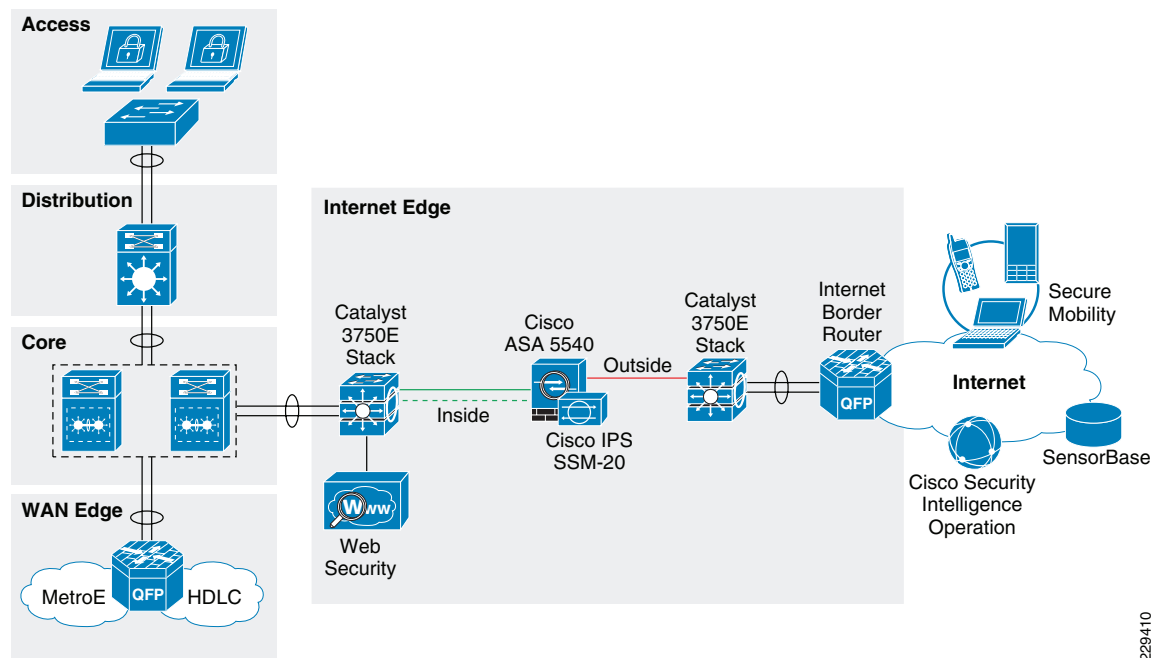 Access
Distribution
Core
WAN Edge
MetroE
QFP
HDLC
Internet Edge
Catalyst
3750E
Stack
Inside
Web
Security
Www
Cisco
ASA 5540
Cisco IPS
SSM-20
Outside
Catalyst
3750E
Stack
Internet
Border
Router
QFP
Secure
Mobility
Internet
SensorBase
Cisco Security
Intelligence
Operation
229410